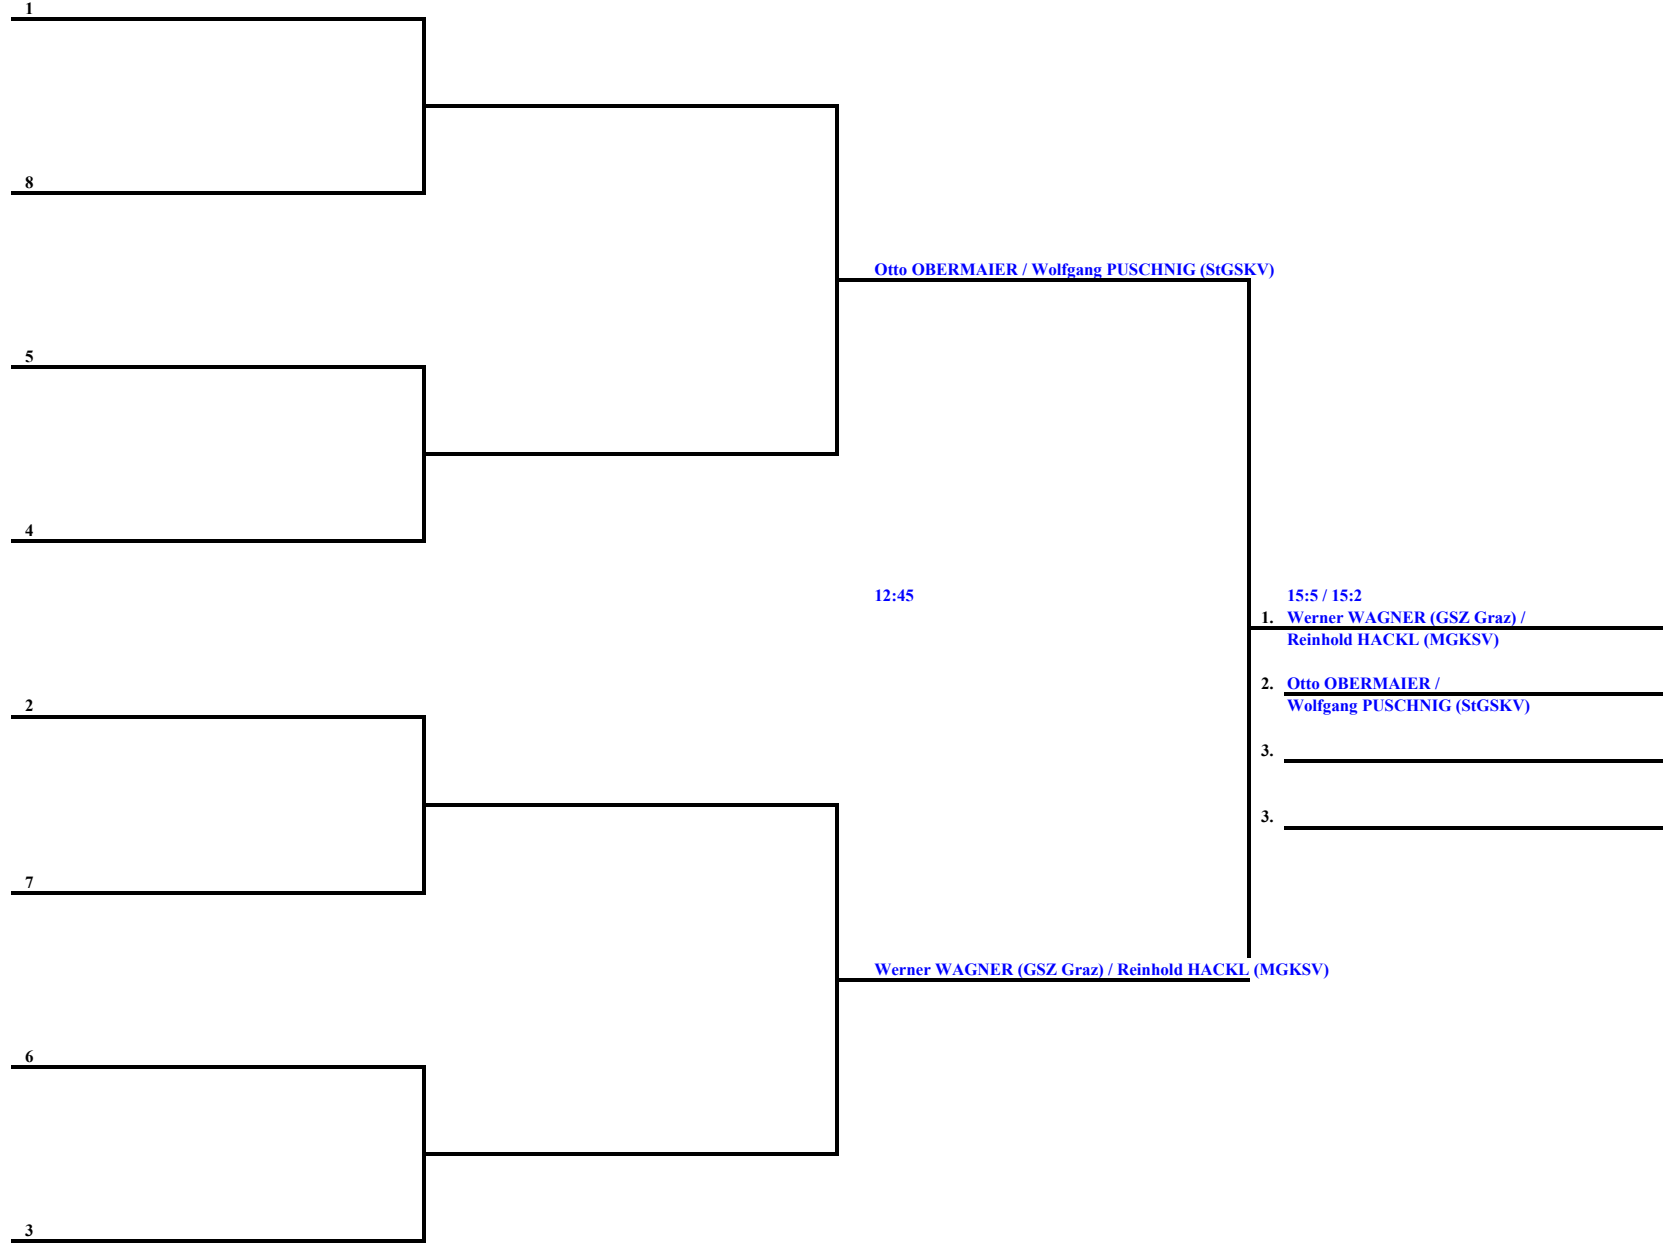 1
8
Otto OBERMAIER / Wolfgang PUSCHNIG (StGSKV)
5
4
12:45
15:5 / 15:2
1. Werner WAGNER (GSZ Graz) /
Reinhold HACKL (MGKSV)
2. Otto OBERMAIER /
Wolfgang PUSCHNIG (StGSKV)
2
3.
3.
7
Werner WAGNER (GSZ Graz) / Reinhold HACKL (MGKSV)
6
3